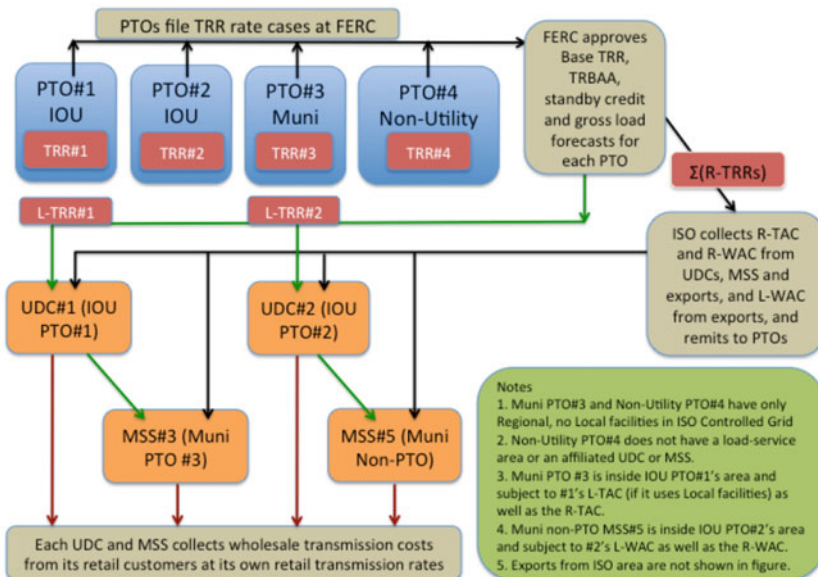 PTOs file TRR rate cases at FERC
PTO#1
IOU
TRR#1
PTO#2
IOU
TRR#2
PTO#3
Muni
TRR#3
PTO#4
Non-Utility
TRR#4
FERC approves
Base TRR,
TRBAA,
standby credit
and gross load
forecasts for
each PTO
Σ(R-TRRs)
L-TRR#1
L-TRR#2
ISO collects R-TAC
and R-WAC from
UDCs, MSS and
exports, and L-WAC
from exports, and
remits to PTOs
UDC#1 (IOU
PTO#1)
UDC#2 (IOU
PTO#2)
MSS#3 (Muni
PTO #3)
MSS#5 (Muni
Non-PTO)
Each UDC and MSS collects wholesale transmission costs
from its retail customers at its own retail transmission rates
Notes
1. Muni PTO#3 and Non-Utility PTO#4 have only
Regional, no Local facilities in ISO Controlled Grid
2. Non-Utility PTO#4 does not have a load-service
area or an affiliated UDC or MSS.
3. Muni PTO #3 is inside IOU PTO#1's area and
subject to #1's L-TAC (if it uses Local facilities) as
well as the R-TAC.
4. Muni non-PTO MSS#5 is inside IOU PTO#2's area
and subject to #2's L-WAC as well as the R-WAC.
5. Exports from ISO area are not shown in figure.